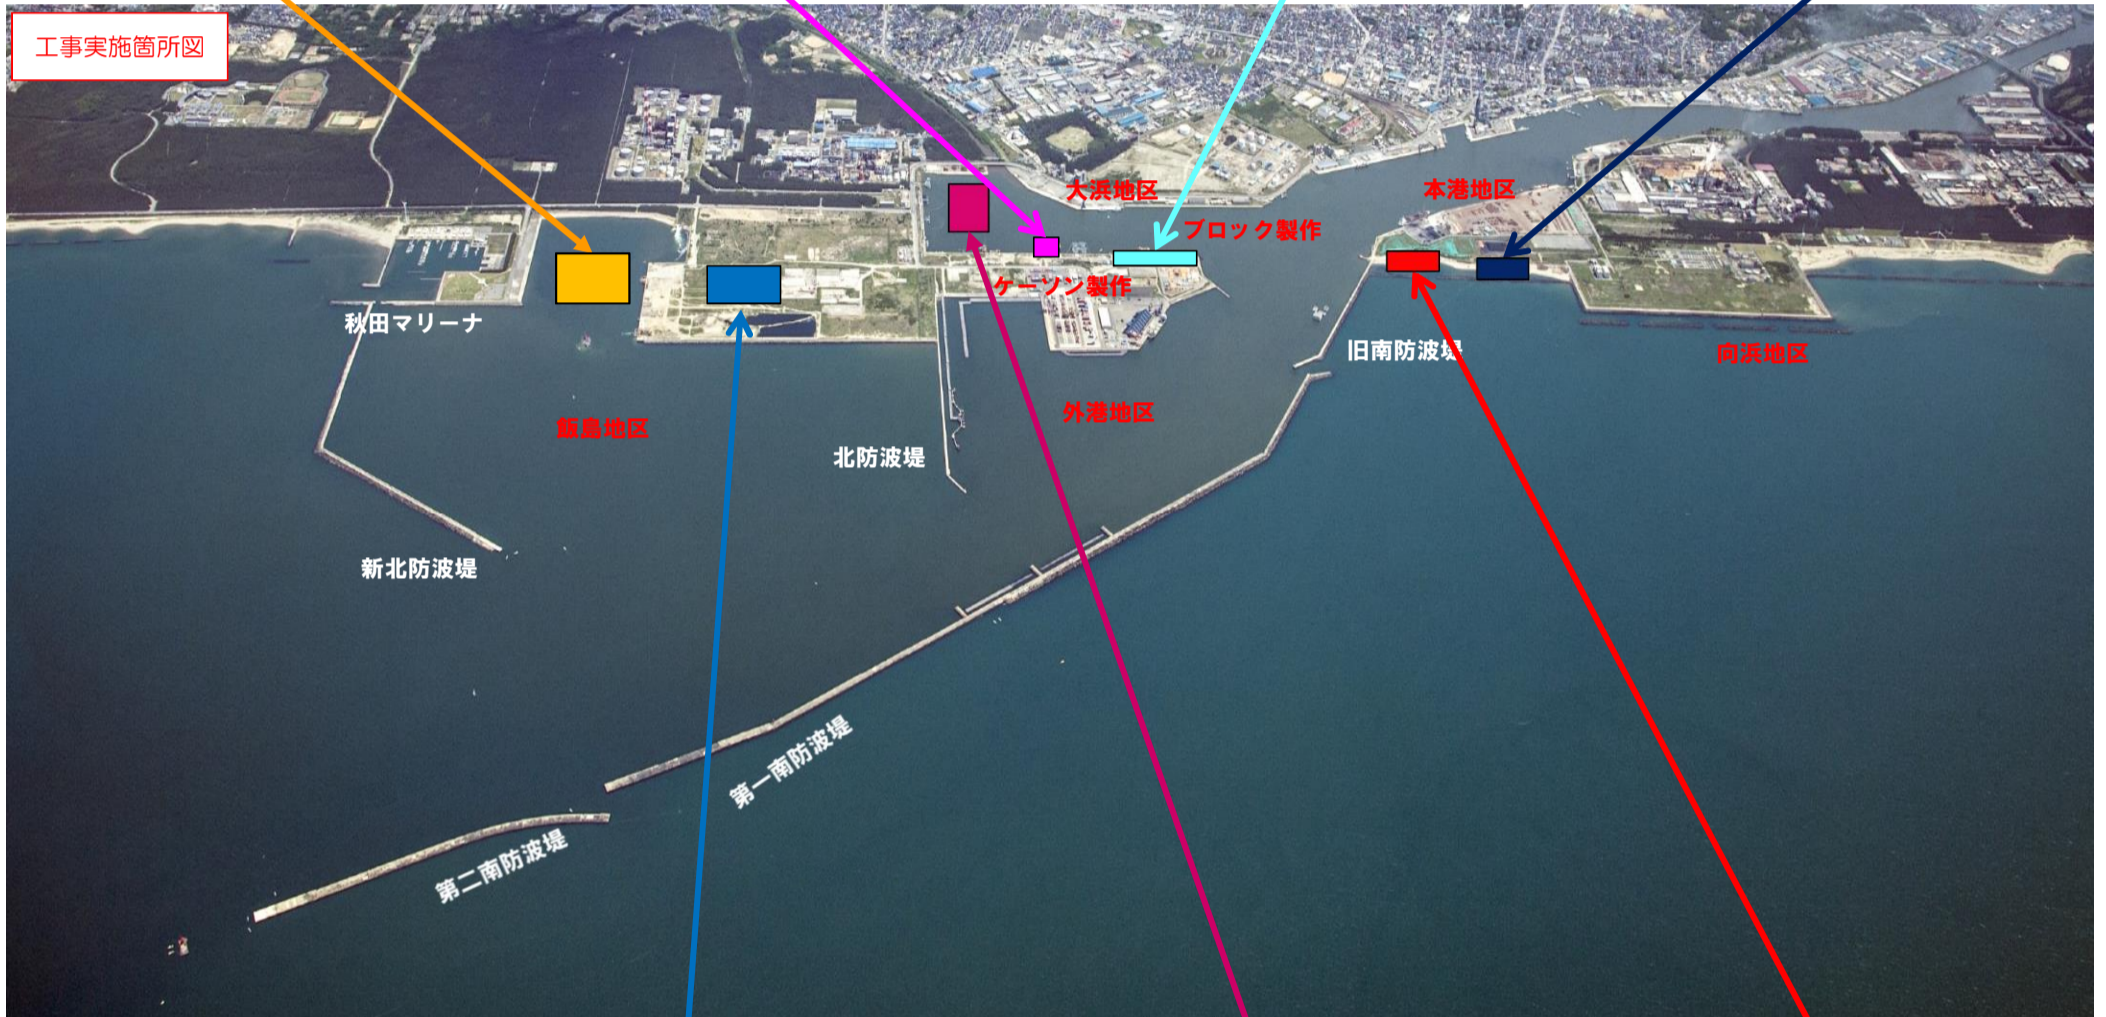 工事実施箇所図
大浜地区
本港地区
ブロック製作
ケーソン製作
秋田マリーナ
旧南防波堤
向浜地区
飯島地区
外港地区
北防波堤
新北防波堤
第一南防波堤
第二南防波堤